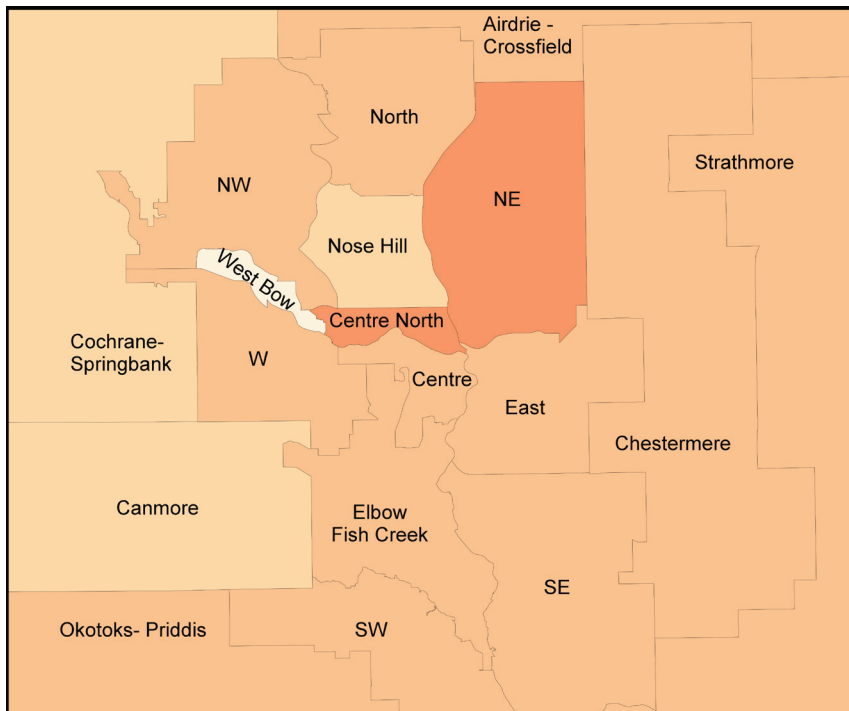 Airdrie -
Crossfield
North
Strathmore
NW
NE
Nose Hill
West Bow
Centre North
Cochrane-
Springbank
W
Centre
East
Chestermere
Canmore
Elbow
Fish Creek
SE
Okotoks- Priddis
SW